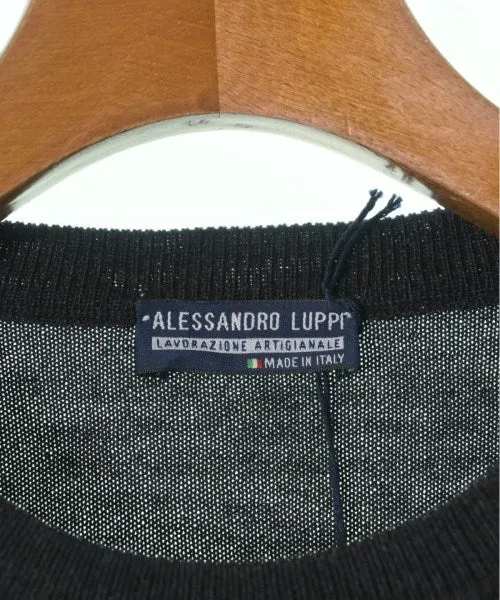 ALESSANDRO LUPPI
LAVORAZIONE ARTIGIANALE
MADE IN ITALY